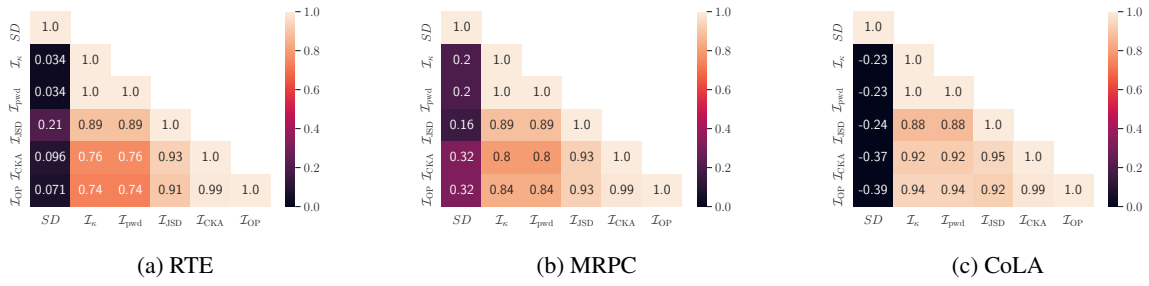 SD 1.0
𝓘κ 0.034 1.0
𝓘pwd 0.034 1.0 1.0
𝓘JSD 0.21 0.89 0.89 1.0
𝓘CKA 0.096 0.76 0.76 0.93 1.0
𝓘OP 0.071 0.74 0.74 0.91 0.99 1.0
SD 𝓘κ 𝓘pwd 𝓘JSD 𝓘CKA 𝓘OP
1.0
0.8
0.6
0.4
0.2
0.0
(a) RTE
SD 1.0
𝓘κ 0.2 1.0
𝓘pwd 0.2 1.0 1.0
𝓘JSD 0.16 0.89 0.89 1.0
𝓘CKA 0.32 0.8 0.8 0.93 1.0
𝓘OP 0.32 0.84 0.84 0.93 0.99 1.0
SD 𝓘κ 𝓘pwd 𝓘JSD 𝓘CKA 𝓘OP
1.0
0.8
0.6
0.4
0.2
0.0
(b) MRPC
SD 1.0
𝓘κ -0.23 1.0
𝓘pwd -0.23 1.0 1.0
𝓘JSD -0.24 0.88 0.88 1.0
𝓘CKA -0.37 0.92 0.92 0.95 1.0
𝓘OP -0.39 0.94 0.94 0.92 0.99 1.0
SD 𝓘κ 𝓘pwd 𝓘JSD 𝓘CKA 𝓘OP
1.0
0.8
0.6
0.4
0.2
0.0
(c) CoLA